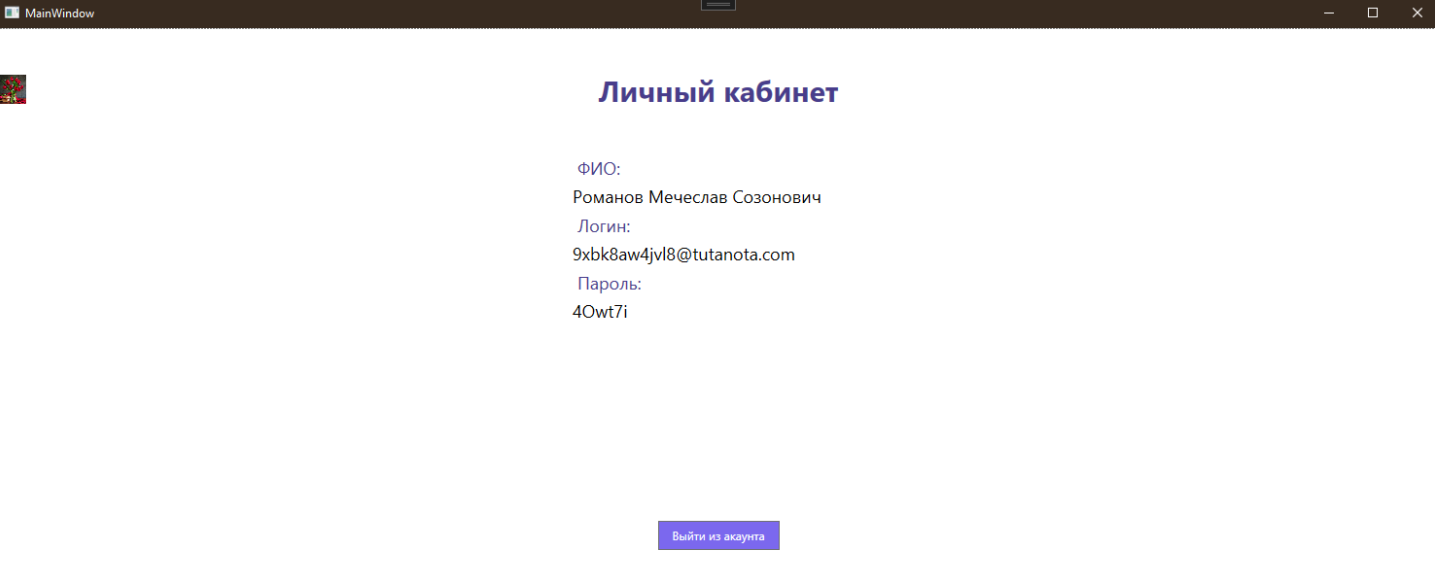 MainWindow
Личный кабинет
ФИО:
Романов Мечеслав Созонович
Логин:
9xbk8aw4jvl8@tutanota.com
Пароль:
4Owt7i
Выйти из акаунта